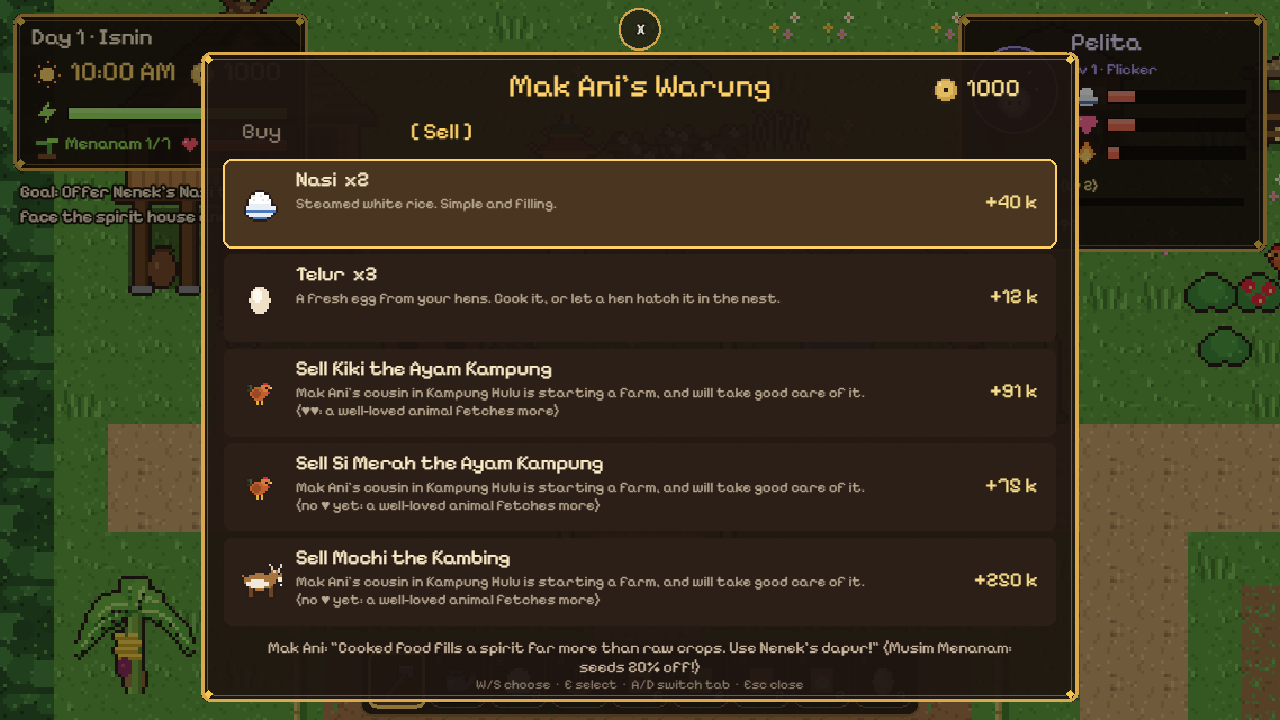 Day 1 · Isnin
10:00 AM
1000
Menanam 1/7
Goal: Offer Nenek's Nas
face the spirit house
x
Pelita
v 1 · Flicker
2)
Mak Ani's Warung
1000
Buy
[ Sell ]
Nasi x2
Steamed white rice. Simple and filling.
+40 k
Telur x3
A fresh egg from your hens. Cook it, or let a hen hatch it in the nest.
+12 k
Sell Kiki the Ayam Kampung
Mak Ani's cousin in Kampung Hulu is starting a farm, and will take good care of it.
(♥♥: a well-loved animal fetches more)
+91 k
Sell Si Merah the Ayam Kampung
Mak Ani's cousin in Kampung Hulu is starting a farm, and will take good care of it.
(no ♥ yet: a well-loved animal fetches more)
Sell Mochi the Kambing
Mak Ani's cousin in Kampung Hulu is starting a farm, and will take good care of it.
(no ♥ yet: a well-loved animal fetches more)
Mak Ani: "Cooked food fills a spirit far more than raw crops. Use Nenek's dapur!" (Musim Menanam:
seeds 20% off!)
W/S choose · E select · A/D switch tab · Esc close